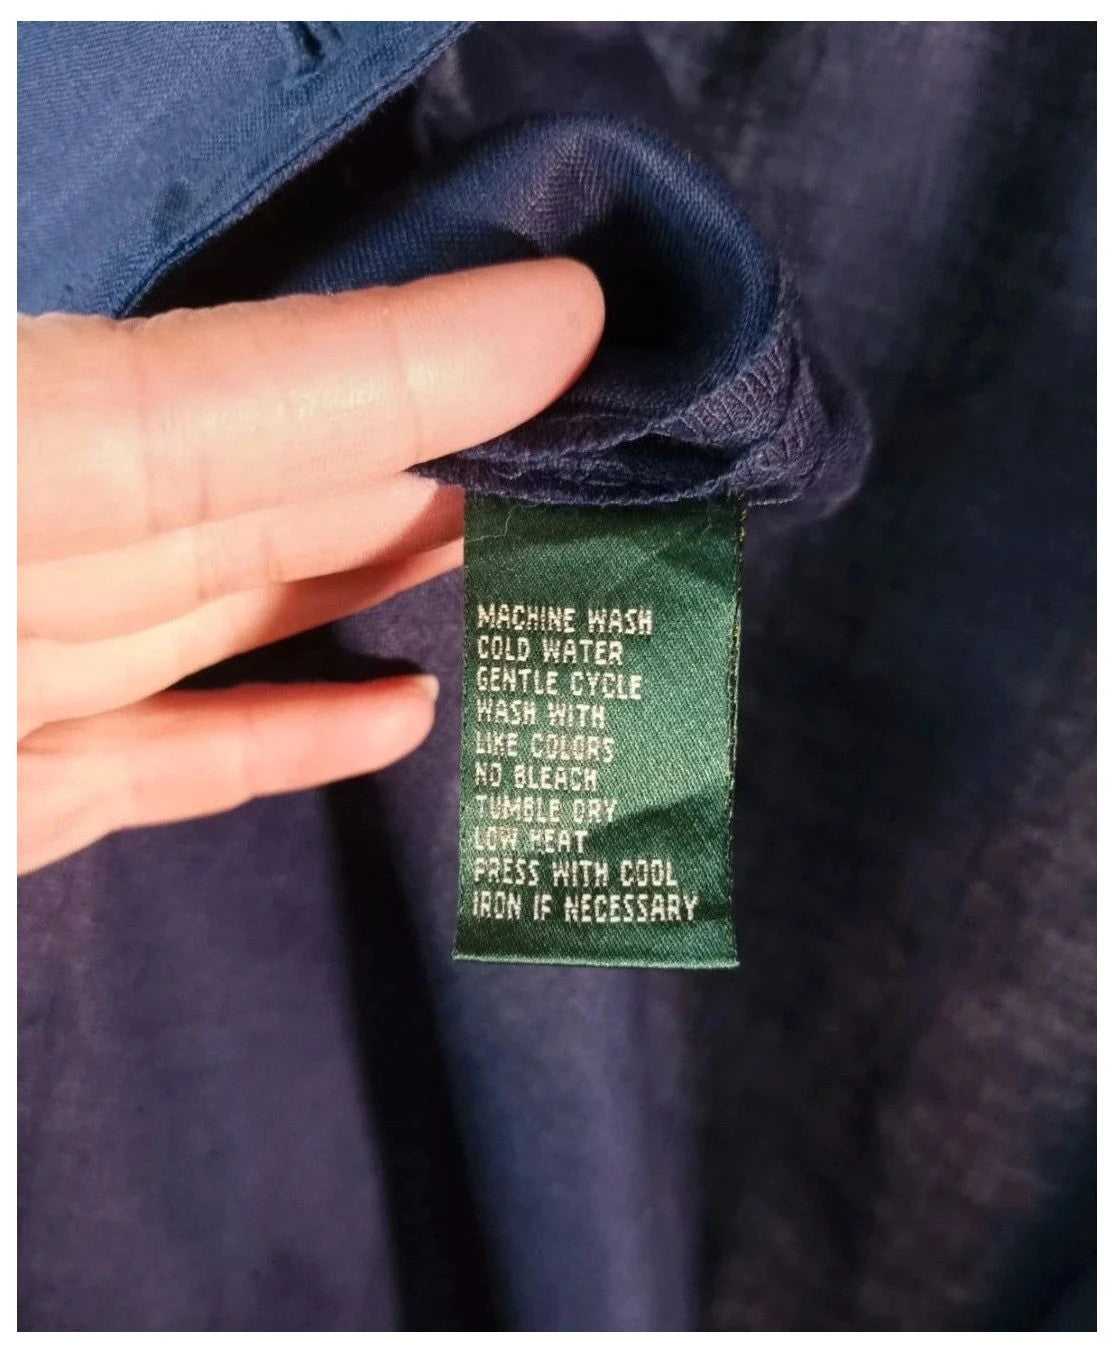 MACHINE WASH
COLD WATER
GENTLE CYCLE
WASH WITH
LIKE COLORS
NO BLEACH
TUMBLE DRY
LOW HEAT
PRESS WITH COOL
IRON IF NECESSARY